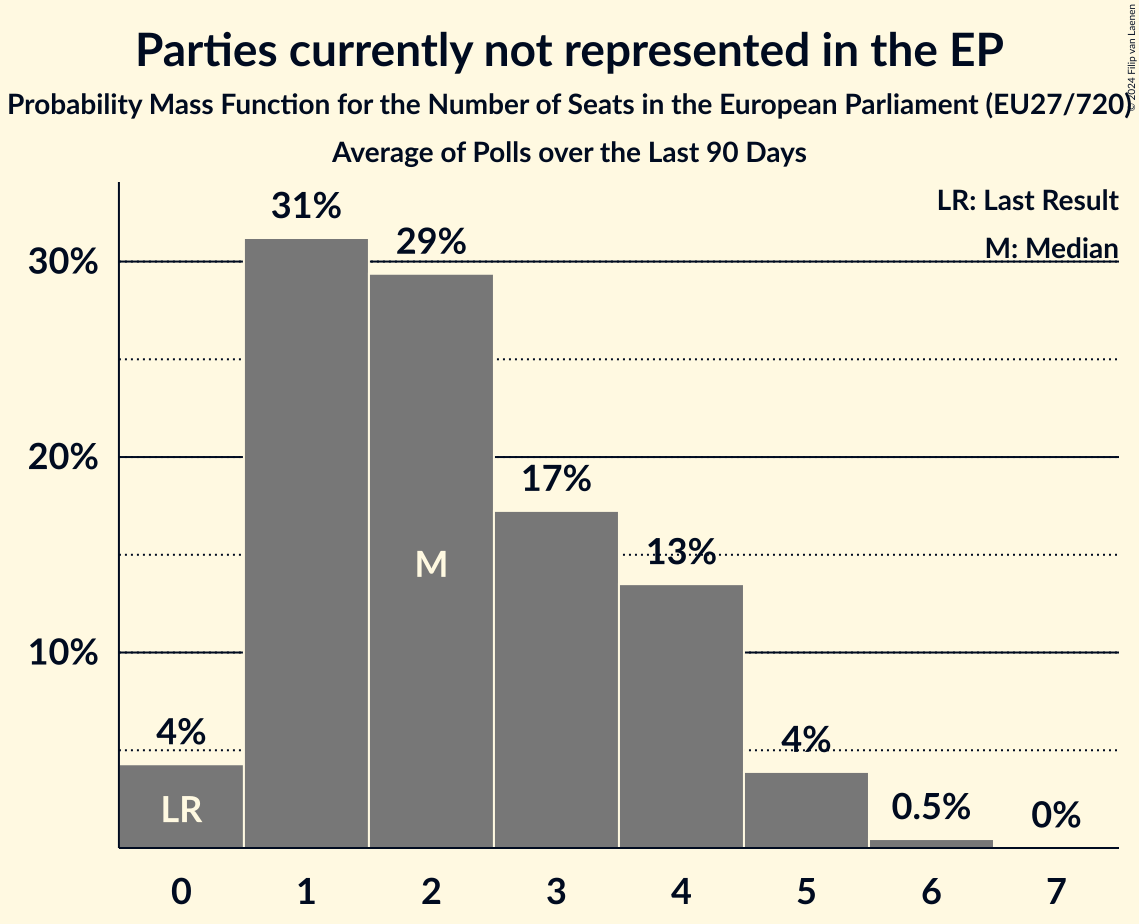 Parties currently not represented in the EP
Probability Mass Function for the Number of Seats in the European Parliament (EU27/720)
Average of Polls over the Last 90 Days
© 2024 Filip van Laenen
LR: Last Result
M: Median
30%
20%
10%
4%
31%
29%
17%
13%
4%
0.5%
0%
LR
M
0
1
2
3
4
5
6
7